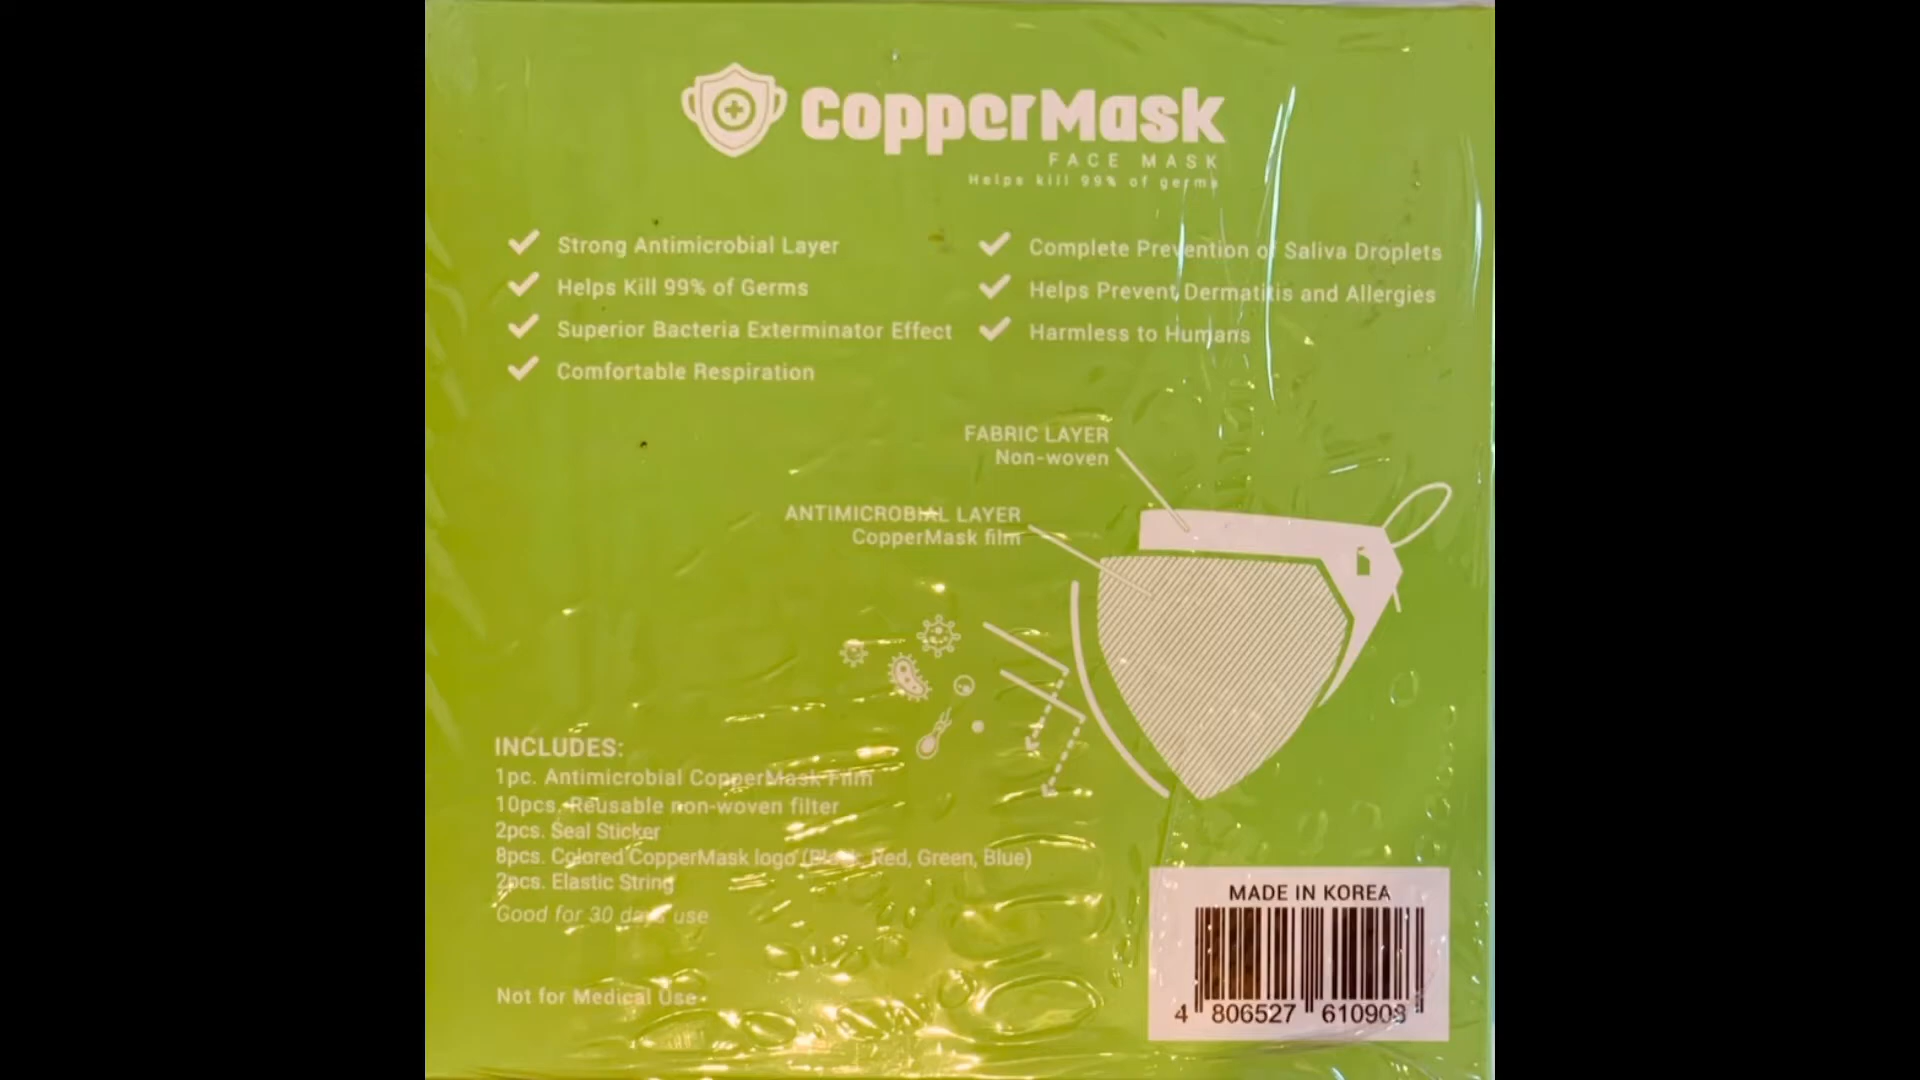 CopperMask
FACE MASK
Helps kill 99% of germs
Strong Antimicrobial Layer
Helps Kill 99% of Germs
Superior Bacteria Exterminator Effect
Comfortable Respiration
Complete Prevention of Saliva Droplets
Helps Prevent Dermatitis and Allergies
Harmless to Humans
FABRIC LAYER
Non-woven
ANTIMICROBIAL LAYER
CopperMask film
INCLUDES:
1pc. Antimicrobial CopperMask Film
10pcs. Reusable non-woven filter
2pcs. Seal Sticker
8pcs. Colored CopperMask logo (Black, Red, Green, Blue)
2pcs. Elastic String
Good for 30 days use
Not for Medical Use
MADE IN KOREA
4 806527 610908